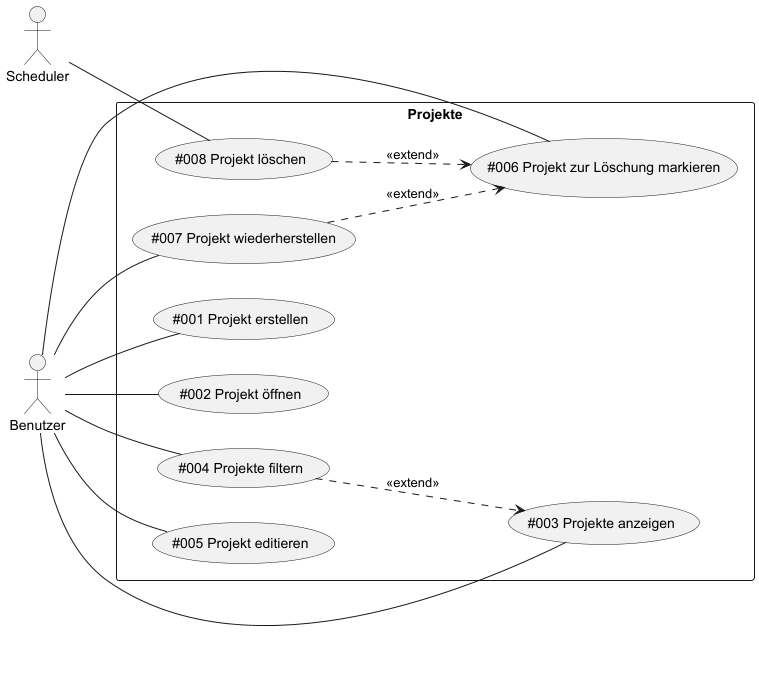 Scheduler
Projekte
«extend»
#008 Projekt löschen
#006 Projekt zur Löschung markieren
«extend»
#007 Projekt wiederherstellen
#001 Projekt erstellen
#002 Projekt öffnen
Benutzer
#004 Projekte filtern
«extend»
#003 Projekte anzeigen
#005 Projekt editieren